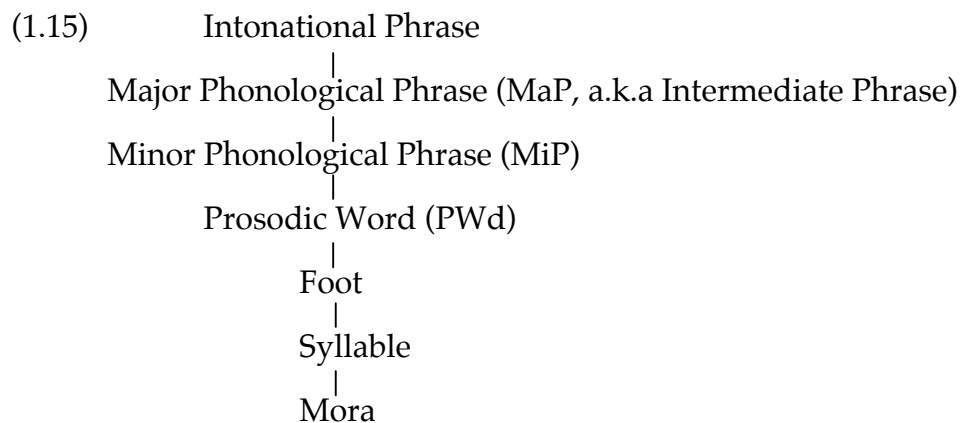 (1.15) Intonational Phrase
Major Phonological Phrase (MaP, a.k.a Intermediate Phrase)
Minor Phonological Phrase (MiP)
Prosodic Word (PWd)
Foot
Syllable
Mora